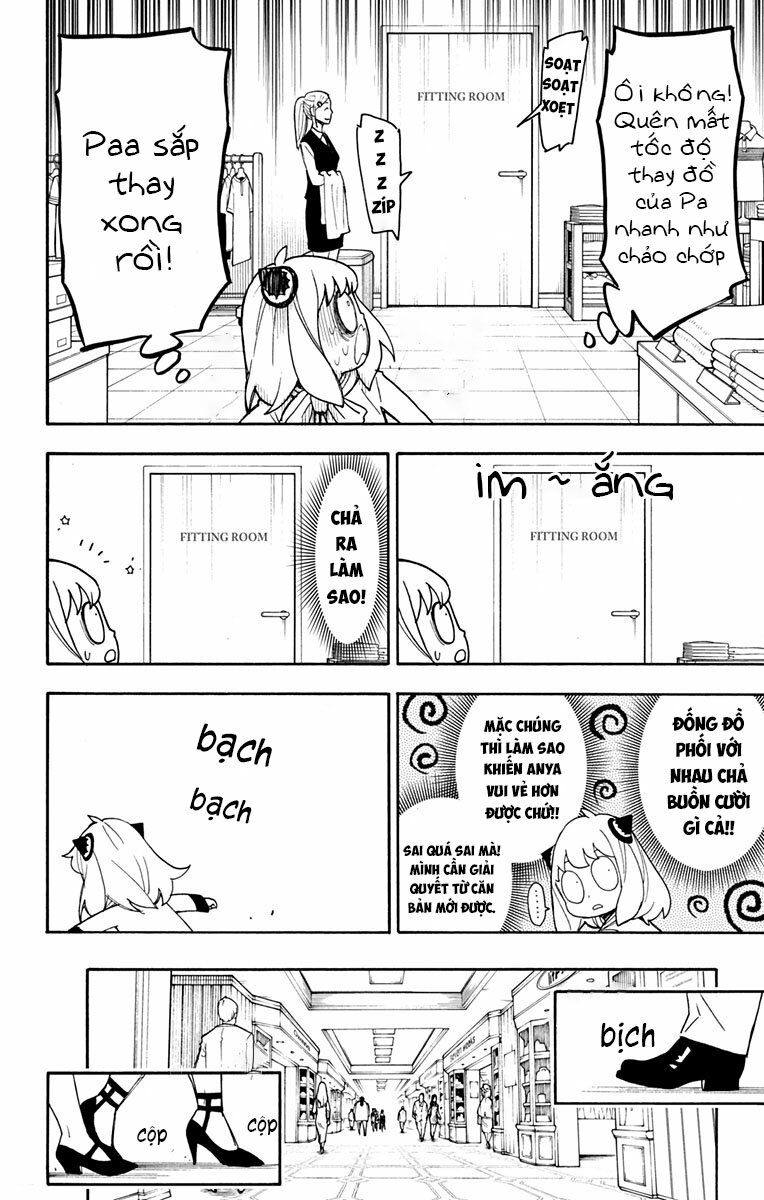 Ôi không!
Quên mất
tốc độ
thay đồ
của Pa
nhanh như
chảo chớp
SOẠT
SOẠT
XOẸT
FITTING ROOM
Z
Z
Z
ZÍP
Paa sắp
thay
xong
rồi!
im ~ ắng
FITTING ROOM
CHẢ
RA
LÀM
SAO!
FITTING ROOM
ĐỐNG ĐỒ
PHỐI VỚI
NHAU CHẢ
BUỒN CƯỜI
GÌ CẢ!!
MẶC CHÚNG
THÌ LÀM SAO
KHIẾN ANYA
VUI VẺ HƠN
ĐƯỢC CHỨ!!
SAI QUÁ SAI MÀ!
MÌNH CẦN GIẢI
QUYẾT TỪ CĂN
BẢN MỚI ĐƯỢC.
......
bạch
bạch
bịch
cộp
cộp